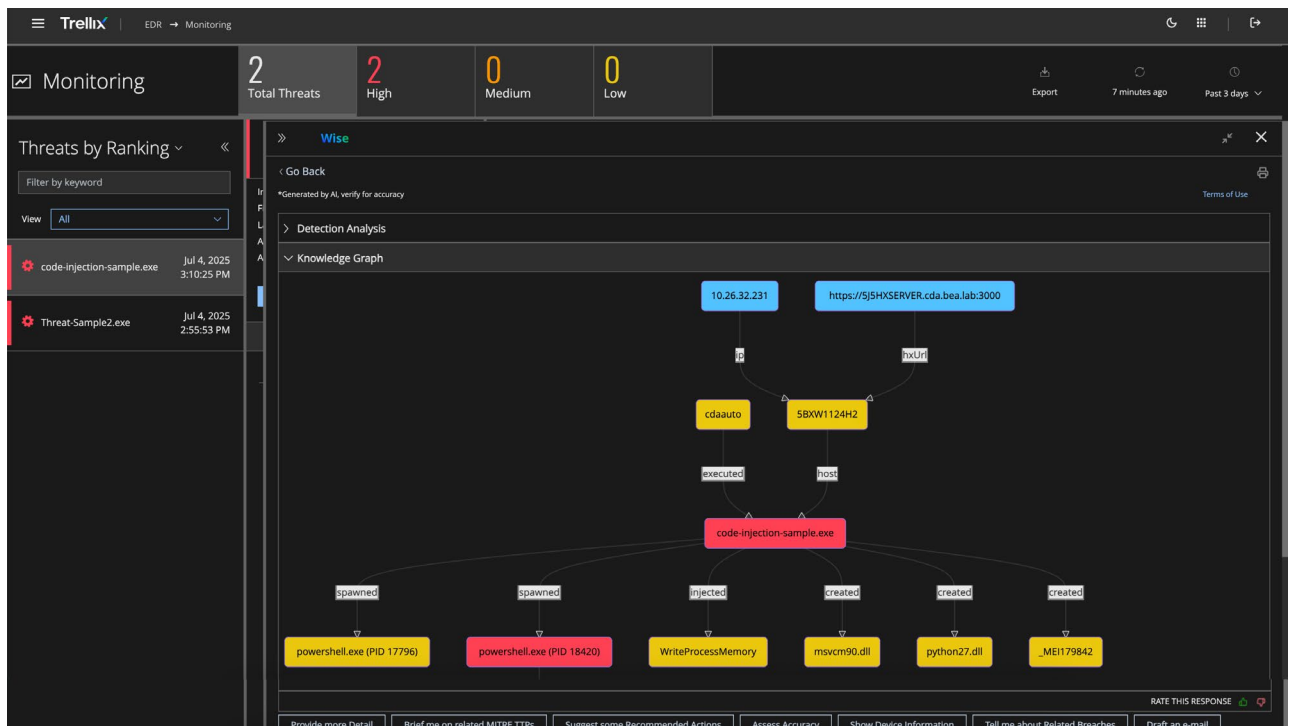 Trellix | EDR → Monitoring
Monitoring
2
Total Threats
2
High
0
Medium
0
Low
Export
7 minutes ago
Past 3 days
Threats by Ranking
Filter by keyword
View All
code-injection-sample.exe
Jul 4, 2025
3:10:25 PM
Threat-Sample2.exe
Jul 4, 2025
2:55:53 PM
Wise
Go Back
*Generated by AI, verify for accuracy
Terms of Use
Detection Analysis
Knowledge Graph
10.26.32.231
https://5J5HXSERVER.cda.bea.lab:3000
ip
hxUrl
cdaauto
5BXW1124H2
executed
host
code-injection-sample.exe
spawned
spawned
injected
created
created
created
powershell.exe (PID 17796)
powershell.exe (PID 18420)
WriteProcessMemory
msvcm90.dll
python27.dll
_MEI179842
RATE THIS RESPONSE
Provide more Detail
Brief me on related MITRE TTPs
Suggest some Recommended Actions
Assess Accuracy
Show Device Information
Tell me about Related Breaches
Draft an e-mail